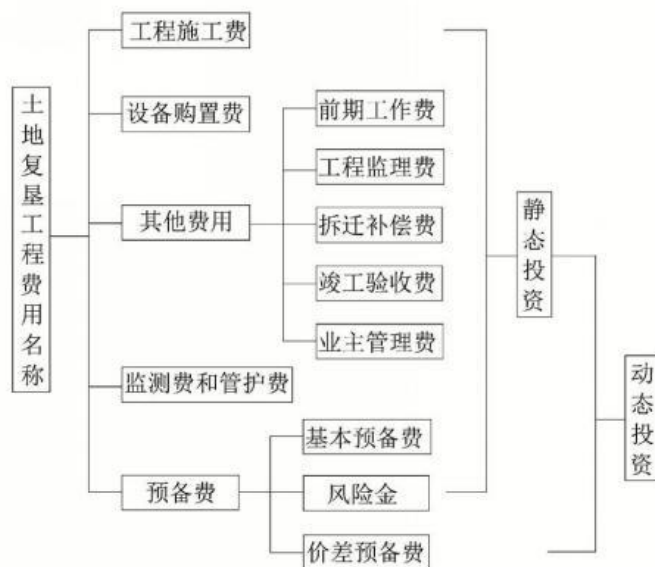 土地复垦工程费用名称
工程施工费
设备购置费
其他费用
前期工作费
工程监理费
拆迁补偿费
竣工验收费
业主管理费
监测费和管护费
预备费
基本预备费
风险金
价差预备费
静态投资
动态投资